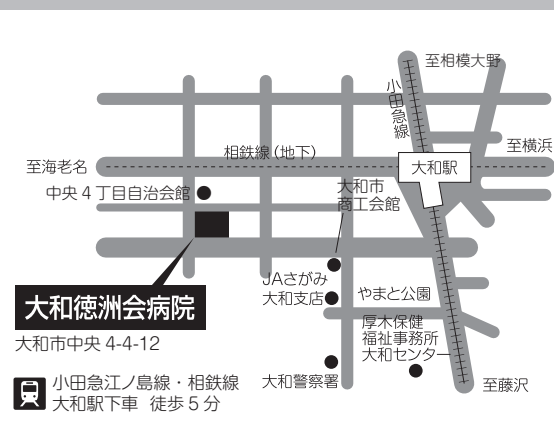 至相模大野
小田急線
至横浜
相鉄線（地下）
至海老名
大和駅
中央４丁目自治会館
大和市
商工会館
JAさがみ
大和支店
やまと公園
大和徳洲会病院
厚木保健
福祉事務所
大和センター
大和市中央 4-4-12
大和警察署
至藤沢
小田急江ノ島線・相鉄線
大和駅下車 徒歩５分